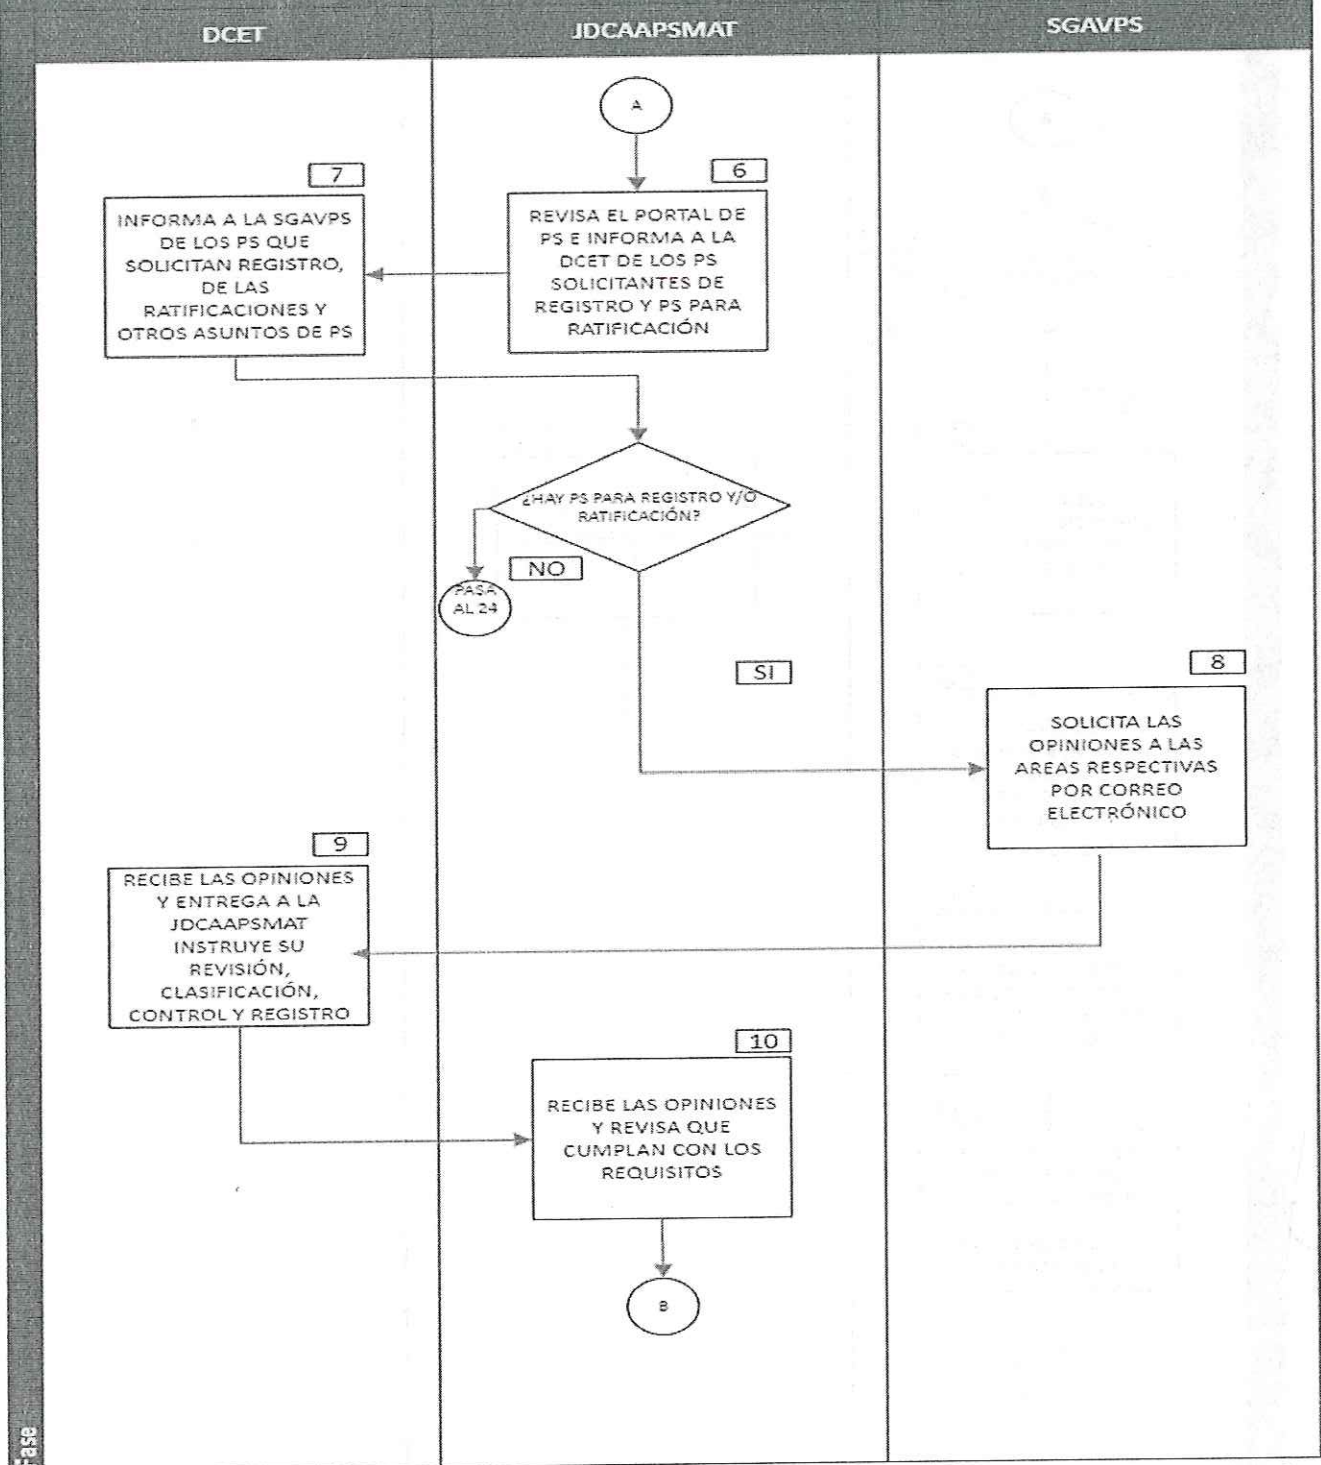 DCET
JDCAAPSMAT
SGAVPS
A
6
REVISA EL PORTAL DE
PS E INFORMA A LA
DCET DE LOS PS
SOLICITANTES DE
REGISTRO Y PS PARA
RATIFICACIÓN
7
INFORMA A LA SGAVPS
DE LOS PS QUE
SOLICITAN REGISTRO,
DE LAS
RATIFICACIONES Y
OTROS ASUNTOS DE PS
¿HAY PS PARA REGISTRO Y/O
RATIFICACIÓN?
NO
PASA
AL 24
SI
8
SOLICITA LAS
OPINIONES A LAS
AREAS RESPECTIVAS
POR CORREO
ELECTRÓNICO
9
RECIBE LAS OPINIONES
Y ENTREGA A LA
JDCAAPSMAT
INSTRUYE SU
REVISIÓN,
CLASIFICACIÓN,
CONTROL Y REGISTRO
10
RECIBE LAS OPINIONES
Y REVISA QUE
CUMPLAN CON LOS
REQUISITOS
B
Fase